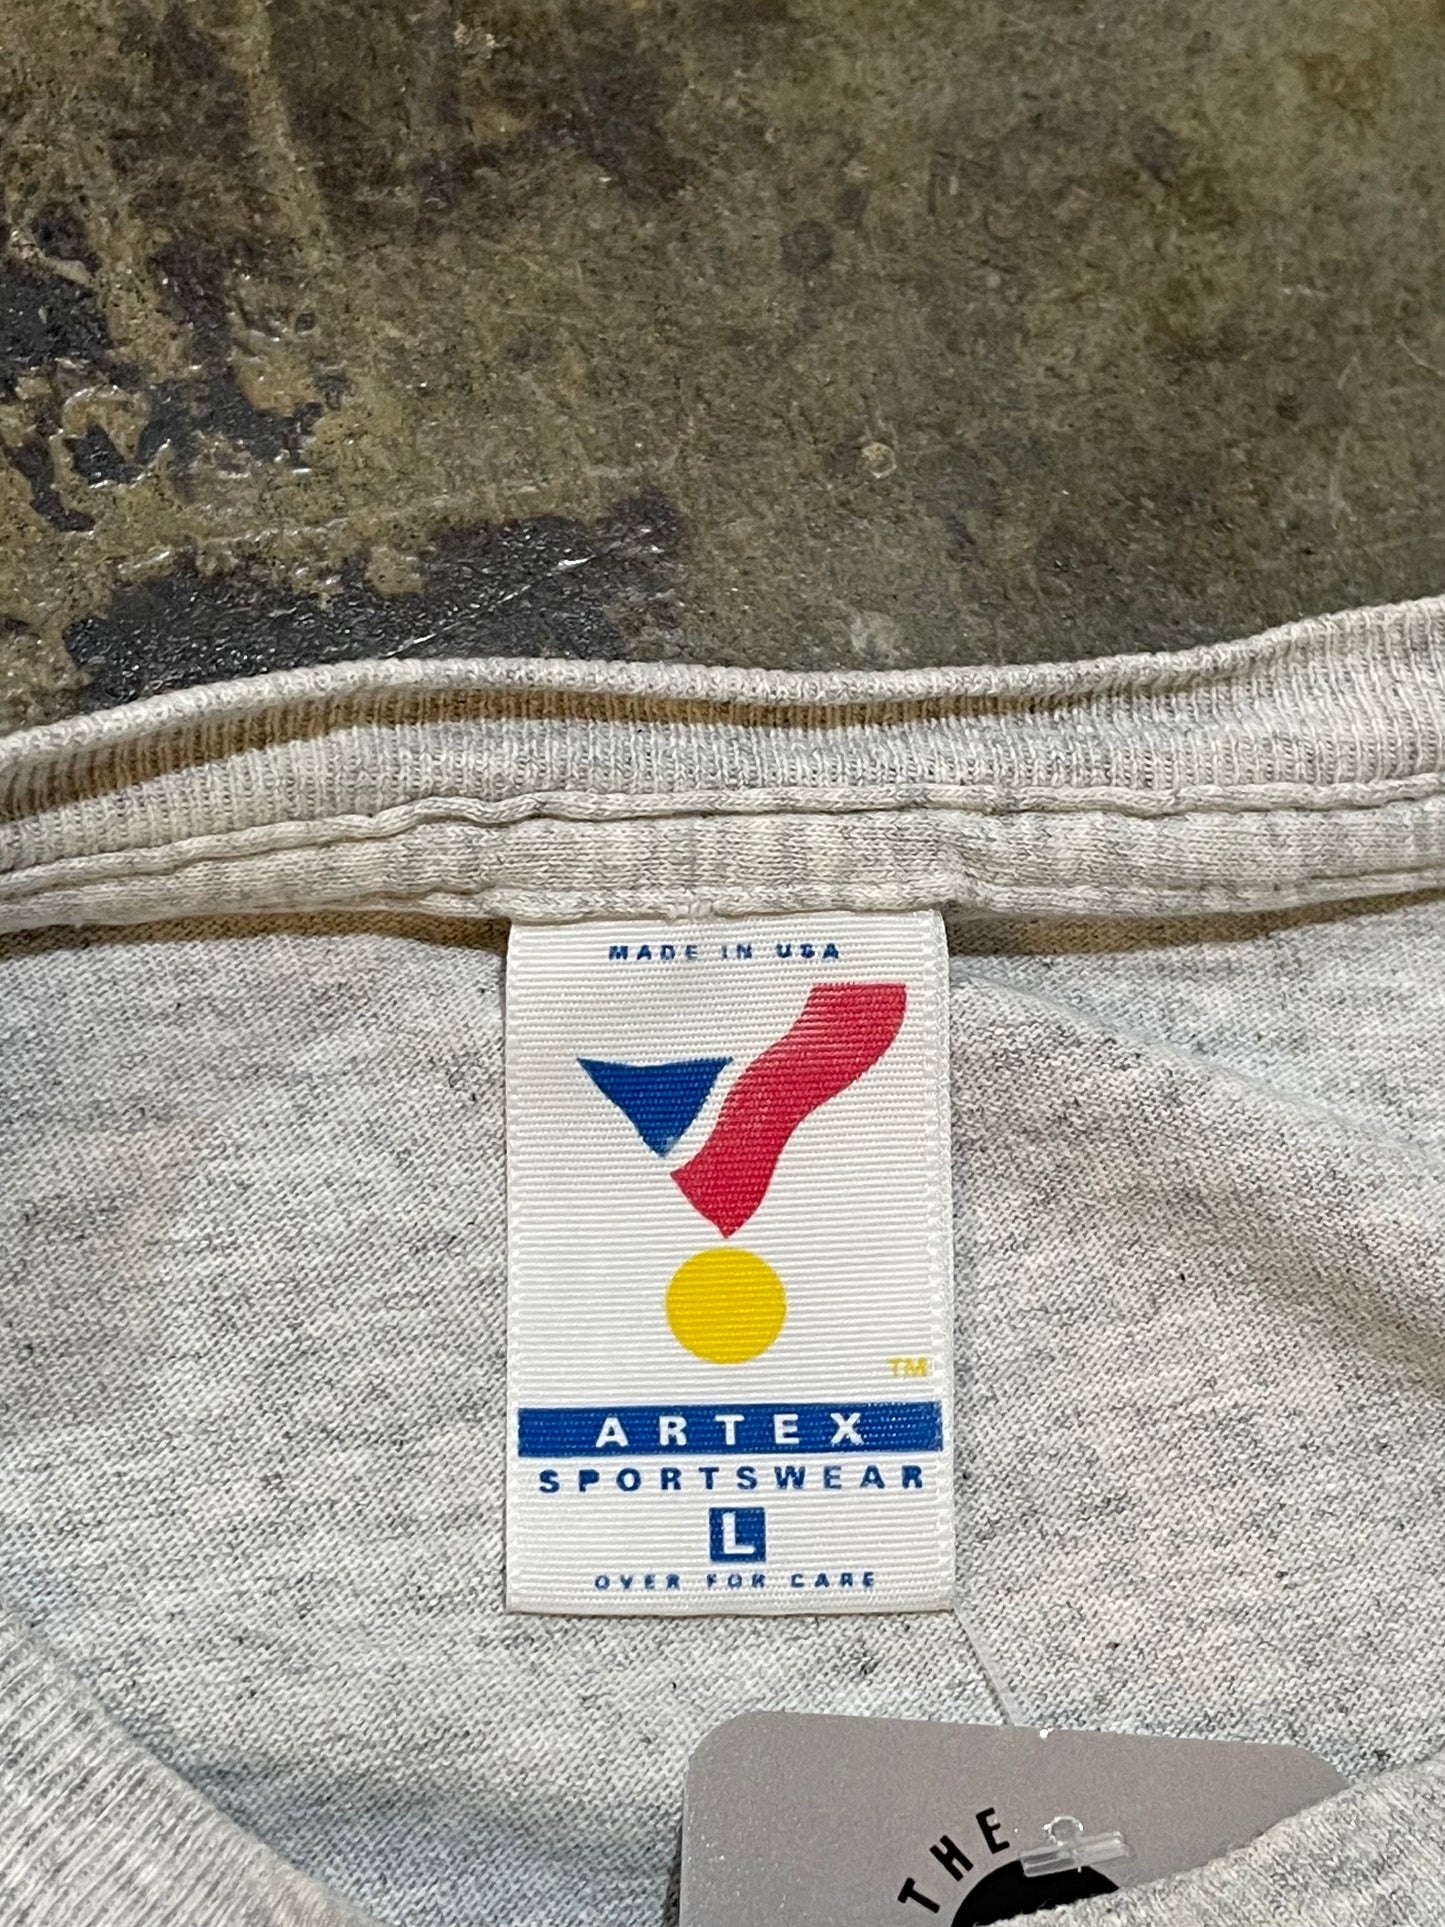 MADE IN USA
TM
ARTEX
SPORTSWEAR
L
OVER FOR CARE
THE